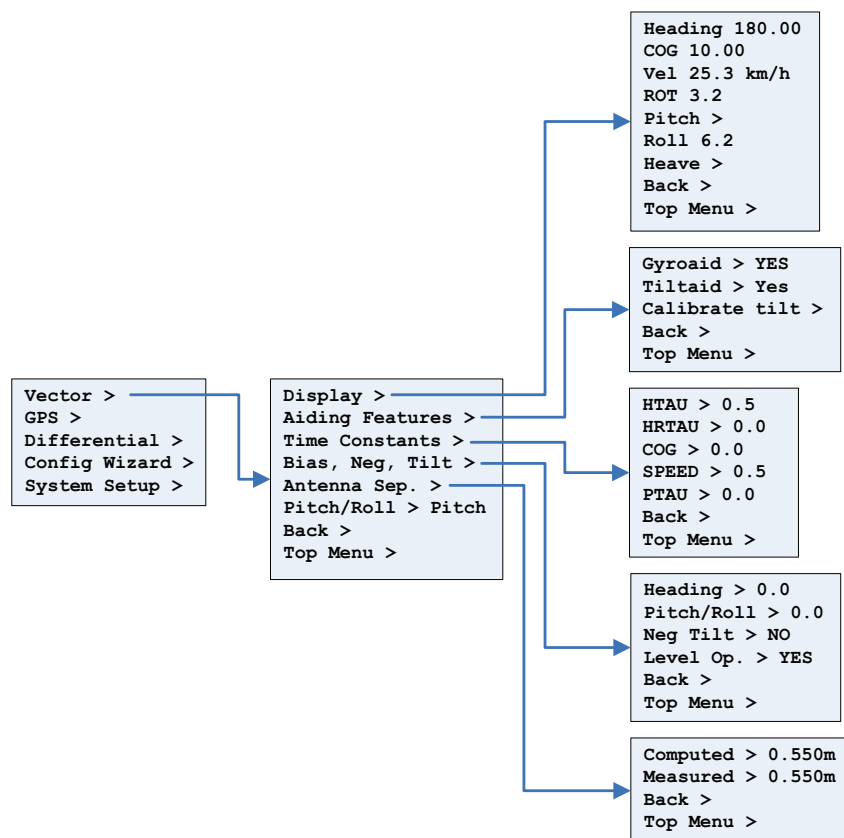 Vector >
GPS >
Differential >
Config Wizard >
System Setup >
Display >
Aiding Features >
Time Constants >
Bias, Neg, Tilt >
Antenna Sep. >
Pitch/Roll > Pitch
Back >
Top Menu >
Heading 180.00
COG 10.00
Vel 25.3 km/h
ROT 3.2
Pitch >
Roll 6.2
Heave >
Back >
Top Menu >
Gyroaid > YES
Tiltaid > Yes
Calibrate tilt >
Back >
Top Menu >
HTAU > 0.5
HRTAU > 0.0
COG > 0.0
SPEED > 0.5
PTAU > 0.0
Back >
Top Menu >
Heading > 0.0
Pitch/Roll > 0.0
Neg Tilt > NO
Level Op. > YES
Back >
Top Menu >
Computed > 0.550m
Measured > 0.550m
Back >
Top Menu >